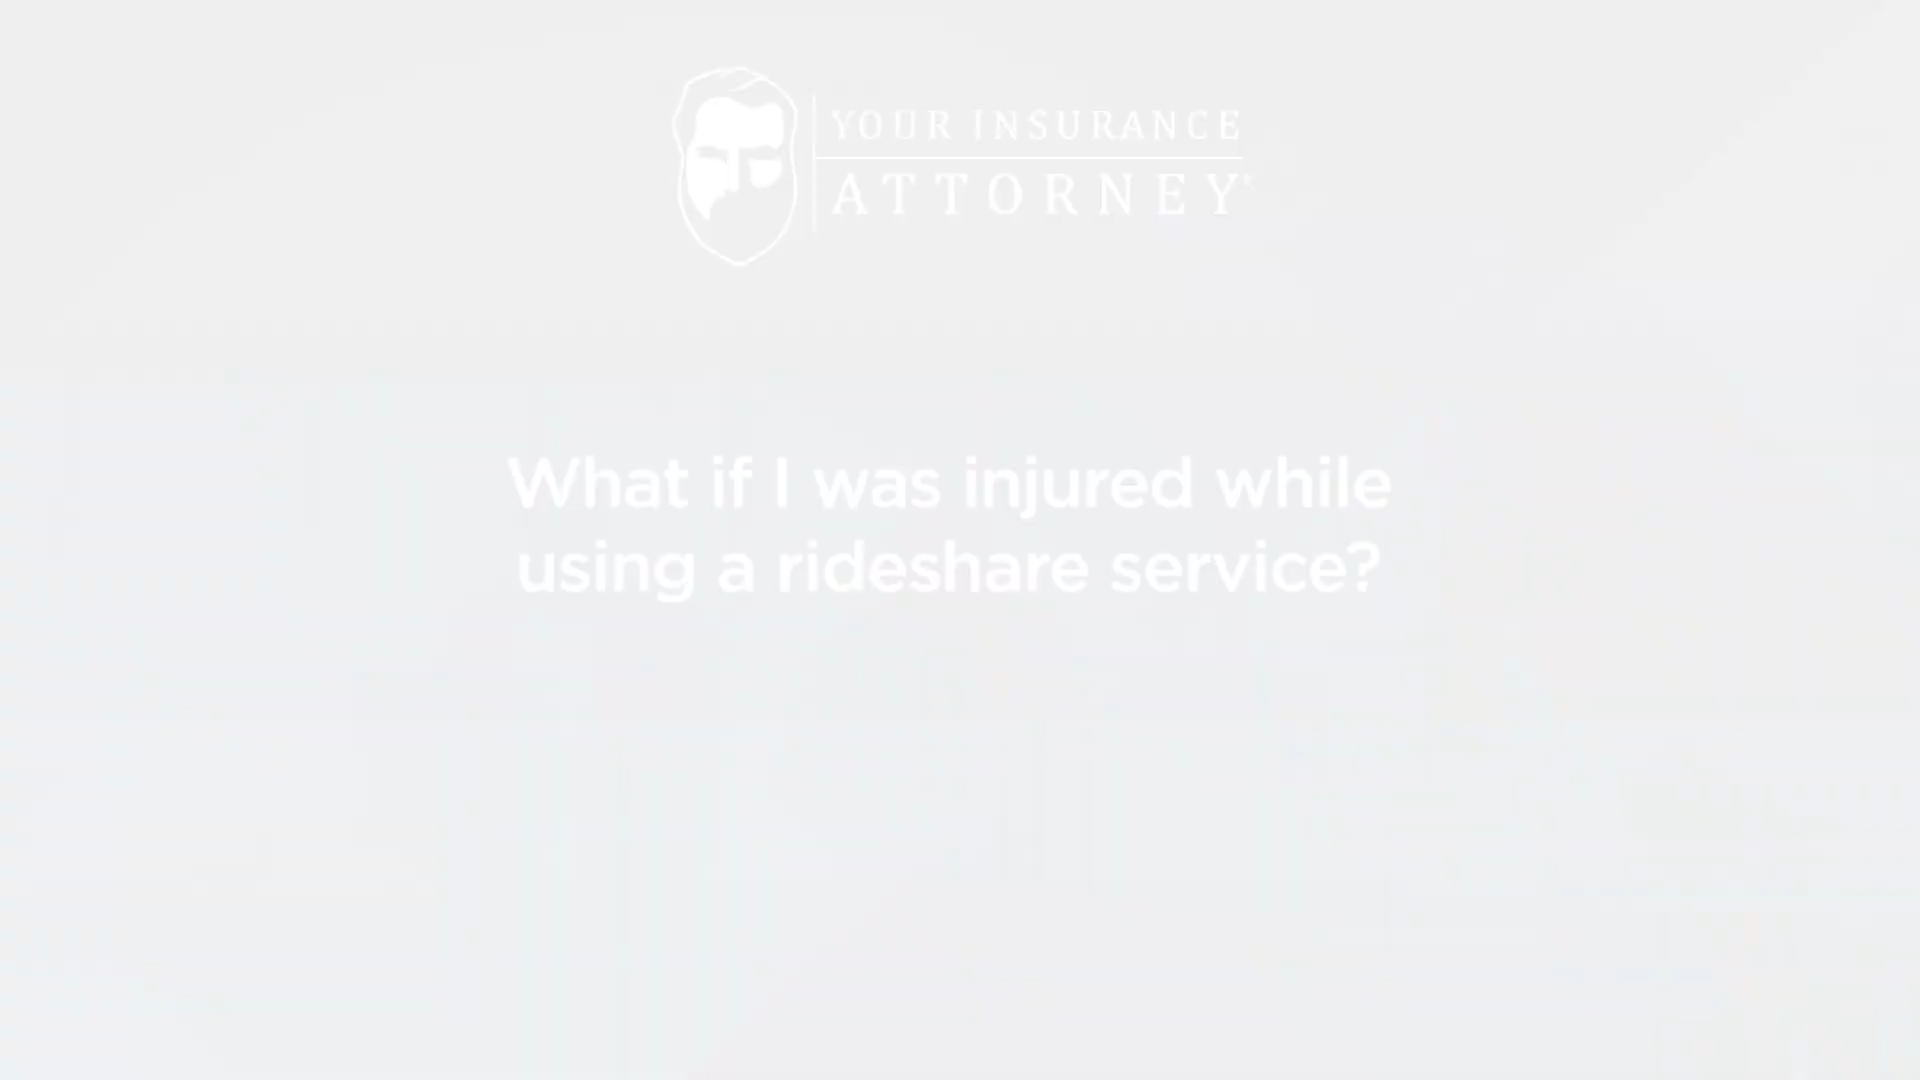 YOUR INSURANCE
ATTORNEY
What if I was injured while
using a rideshare service?